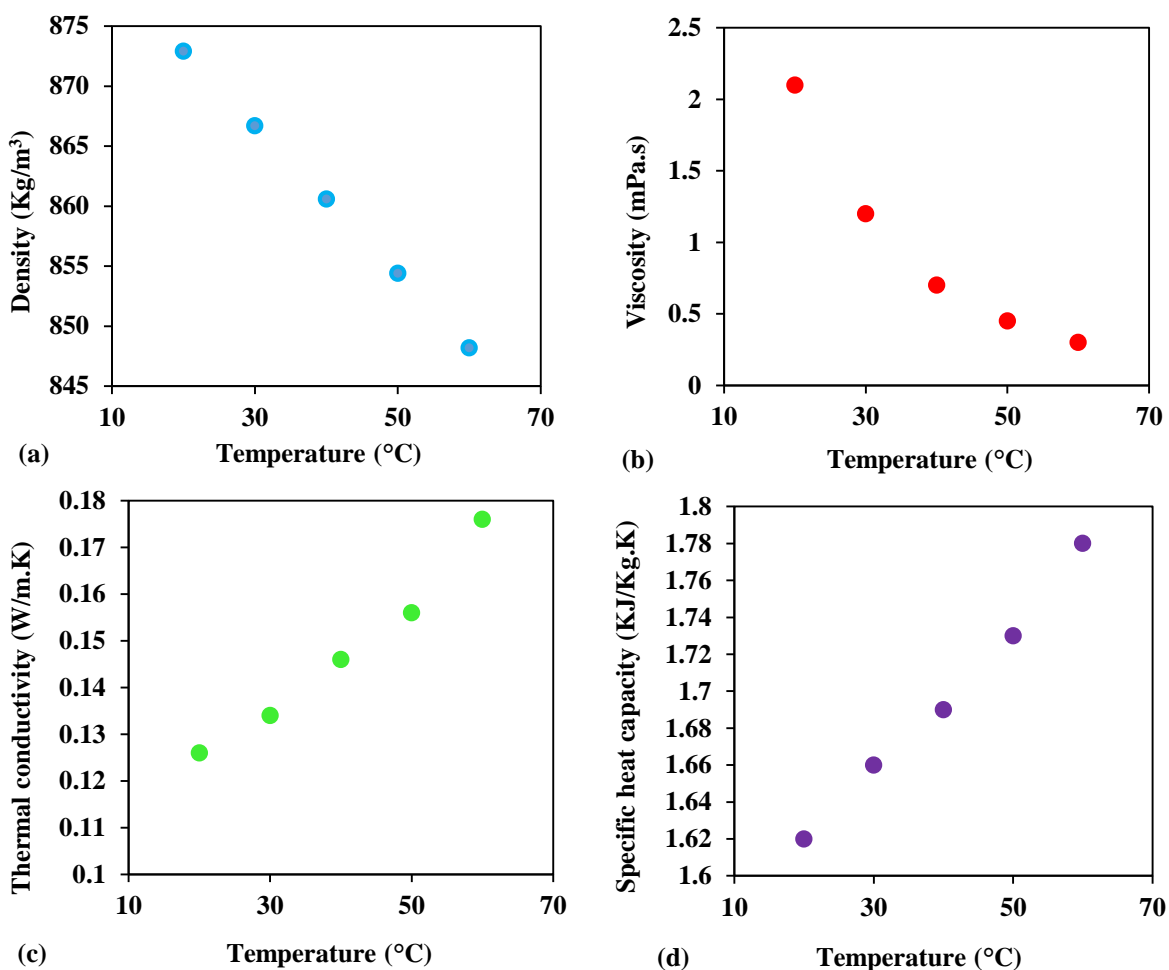 875
870
865
860
855
850
845
Density (Kg/m³)
10 30 50 70
(a) Temperature (°C)
2.5
2
1.5
1
0.5
0
Viscosity (mPa.s)
10 30 50 70
(b) Temperature (°C)
0.18
0.17
0.16
0.15
0.14
0.13
0.12
0.11
0.1
Thermal conductivity (W/m.K)
10 30 50 70
(c) Temperature (°C)
1.8
1.78
1.76
1.74
1.72
1.7
1.68
1.66
1.64
1.62
1.6
Specific heat capacity (KJ/Kg.K)
10 30 50 70
(d) Temperature (°C)